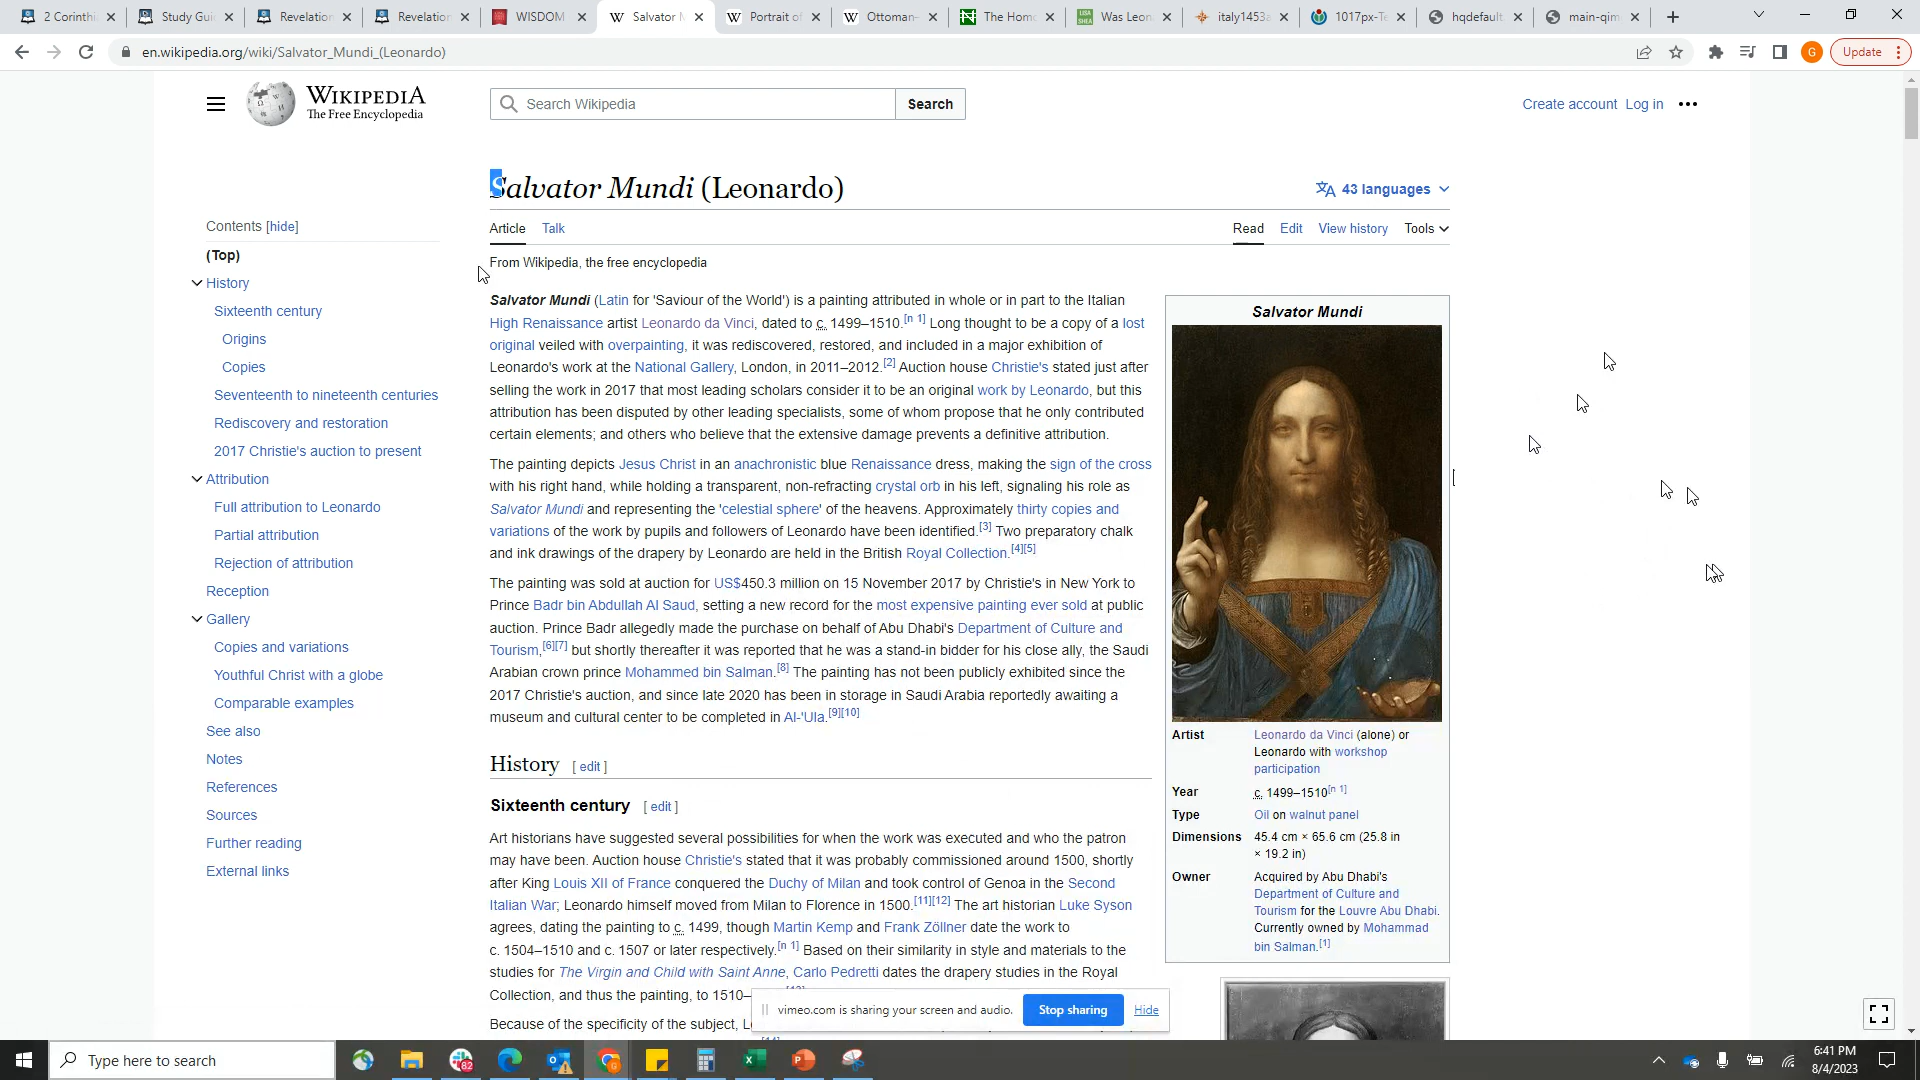 2 Corinthi
Study Gui
Revelation
Revelation
WISDOM
Salvator M
Portrait of
Ottoman-
The Homo
Was Leon
italy1453a
1017px-Te
hqdefault.
main-qim
en.wikipedia.org/wiki/Salvator_Mundi_(Leonardo)
G
Update
WIKIPEDIA
The Free Encyclopedia
Search Wikipedia
Search
Create account Log in
Salvator Mundi (Leonardo)
43 languages
Article Talk
Read Edit View history Tools
From Wikipedia, the free encyclopedia
Contents [hide]
(Top)
History
Sixteenth century
Origins
Copies
Seventeenth to nineteenth centuries
Rediscovery and restoration
2017 Christie's auction to present
Attribution
Full attribution to Leonardo
Partial attribution
Rejection of attribution
Reception
Gallery
Copies and variations
Youthful Christ with a globe
Comparable examples
See also
Notes
References
Sources
Further reading
External links
Salvator Mundi (Latin for 'Saviour of the World') is a painting attributed in whole or in part to the Italian
High Renaissance artist Leonardo da Vinci, dated to c. 1499–1510.[n 1] Long thought to be a copy of a lost
original veiled with overpainting, it was rediscovered, restored, and included in a major exhibition of
Leonardo's work at the National Gallery, London, in 2011–2012.[2] Auction house Christie's stated just after
selling the work in 2017 that most leading scholars consider it to be an original work by Leonardo, but this
attribution has been disputed by other leading specialists, some of whom propose that he only contributed
certain elements; and others who believe that the extensive damage prevents a definitive attribution.
The painting depicts Jesus Christ in an anachronistic blue Renaissance dress, making the sign of the cross
with his right hand, while holding a transparent, non-refracting crystal orb in his left, signaling his role as
Salvator Mundi and representing the 'celestial sphere' of the heavens. Approximately thirty copies and
variations of the work by pupils and followers of Leonardo have been identified.[3] Two preparatory chalk
and ink drawings of the drapery by Leonardo are held in the British Royal Collection.[4][5]
The painting was sold at auction for US$450.3 million on 15 November 2017 by Christie's in New York to
Prince Badr bin Abdullah Al Saud, setting a new record for the most expensive painting ever sold at public
auction. Prince Badr allegedly made the purchase on behalf of Abu Dhabi's Department of Culture and
Tourism,[6][7] but shortly thereafter it was reported that he was a stand-in bidder for his close ally, the Saudi
Arabian crown prince Mohammed bin Salman.[8] The painting has not been publicly exhibited since the
2017 Christie's auction, and since late 2020 has been in storage in Saudi Arabia reportedly awaiting a
museum and cultural center to be completed in Al-'Ula.[9][10]
History [ edit ]
Sixteenth century [ edit ]
Art historians have suggested several possibilities for when the work was executed and who the patron
may have been. Auction house Christie's stated that it was probably commissioned around 1500, shortly
after King Louis XII of France conquered the Duchy of Milan and took control of Genoa in the Second
Italian War; Leonardo himself moved from Milan to Florence in 1500.[11][12] The art historian Luke Syson
agrees, dating the painting to c. 1499, though Martin Kemp and Frank Zöllner date the work to
c. 1504–1510 and c. 1507 or later respectively.[n 1] Based on their similarity in style and materials to the
studies for The Virgin and Child with Saint Anne, Carlo Pedretti dates the drapery studies in the Royal
Collection, and thus the painting, to 1510–
Because of the specificity of the subject, L
Salvator Mundi
Artist Leonardo da Vinci (alone) or
Leonardo with workshop
participation
Year c. 1499–1510[n 1]
Type Oil on walnut panel
Dimensions 45.4 cm × 65.6 cm (25.8 in
× 19.2 in)
Owner Acquired by Abu Dhabi's
Department of Culture and
Tourism for the Louvre Abu Dhabi.
Currently owned by Mohammed
bin Salman.[1]
vimeo.com is sharing your screen and audio. Stop sharing Hide
Type here to search
82
6:41 PM
8/4/2023